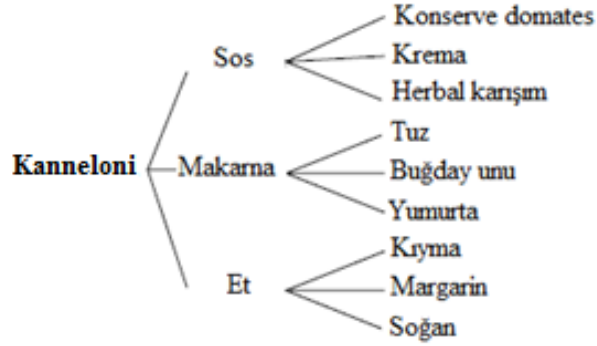 Kanneloni
Sos
Konserve domates
Krema
Herbal karışım
Makarna
Tuz
Buğday unu
Yumurta
Et
Kıyma
Margarin
Soğan